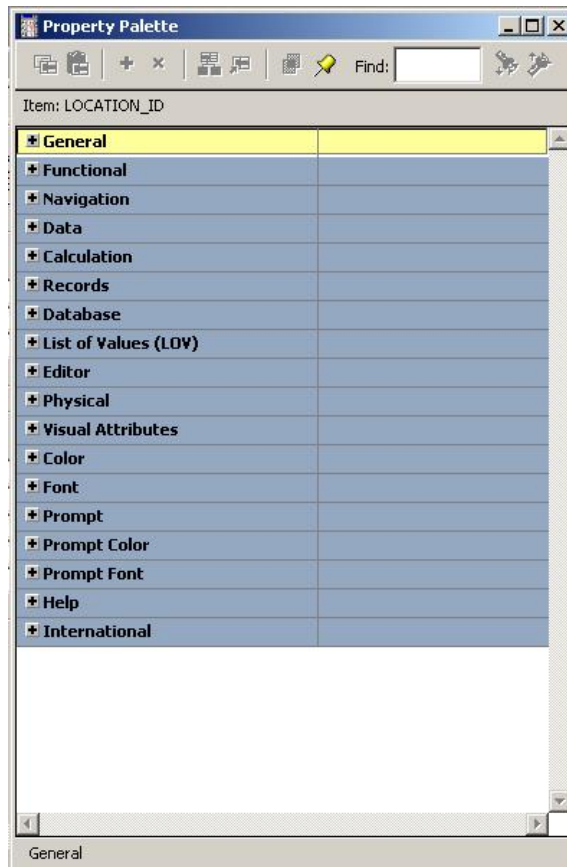 Property Palette
Find:
Item: LOCATION_ID
General
Functional
Navigation
Data
Calculation
Records
Database
List of Values (LOV)
Editor
Physical
Visual Attributes
Color
Font
Prompt
Prompt Color
Prompt Font
Help
International
General